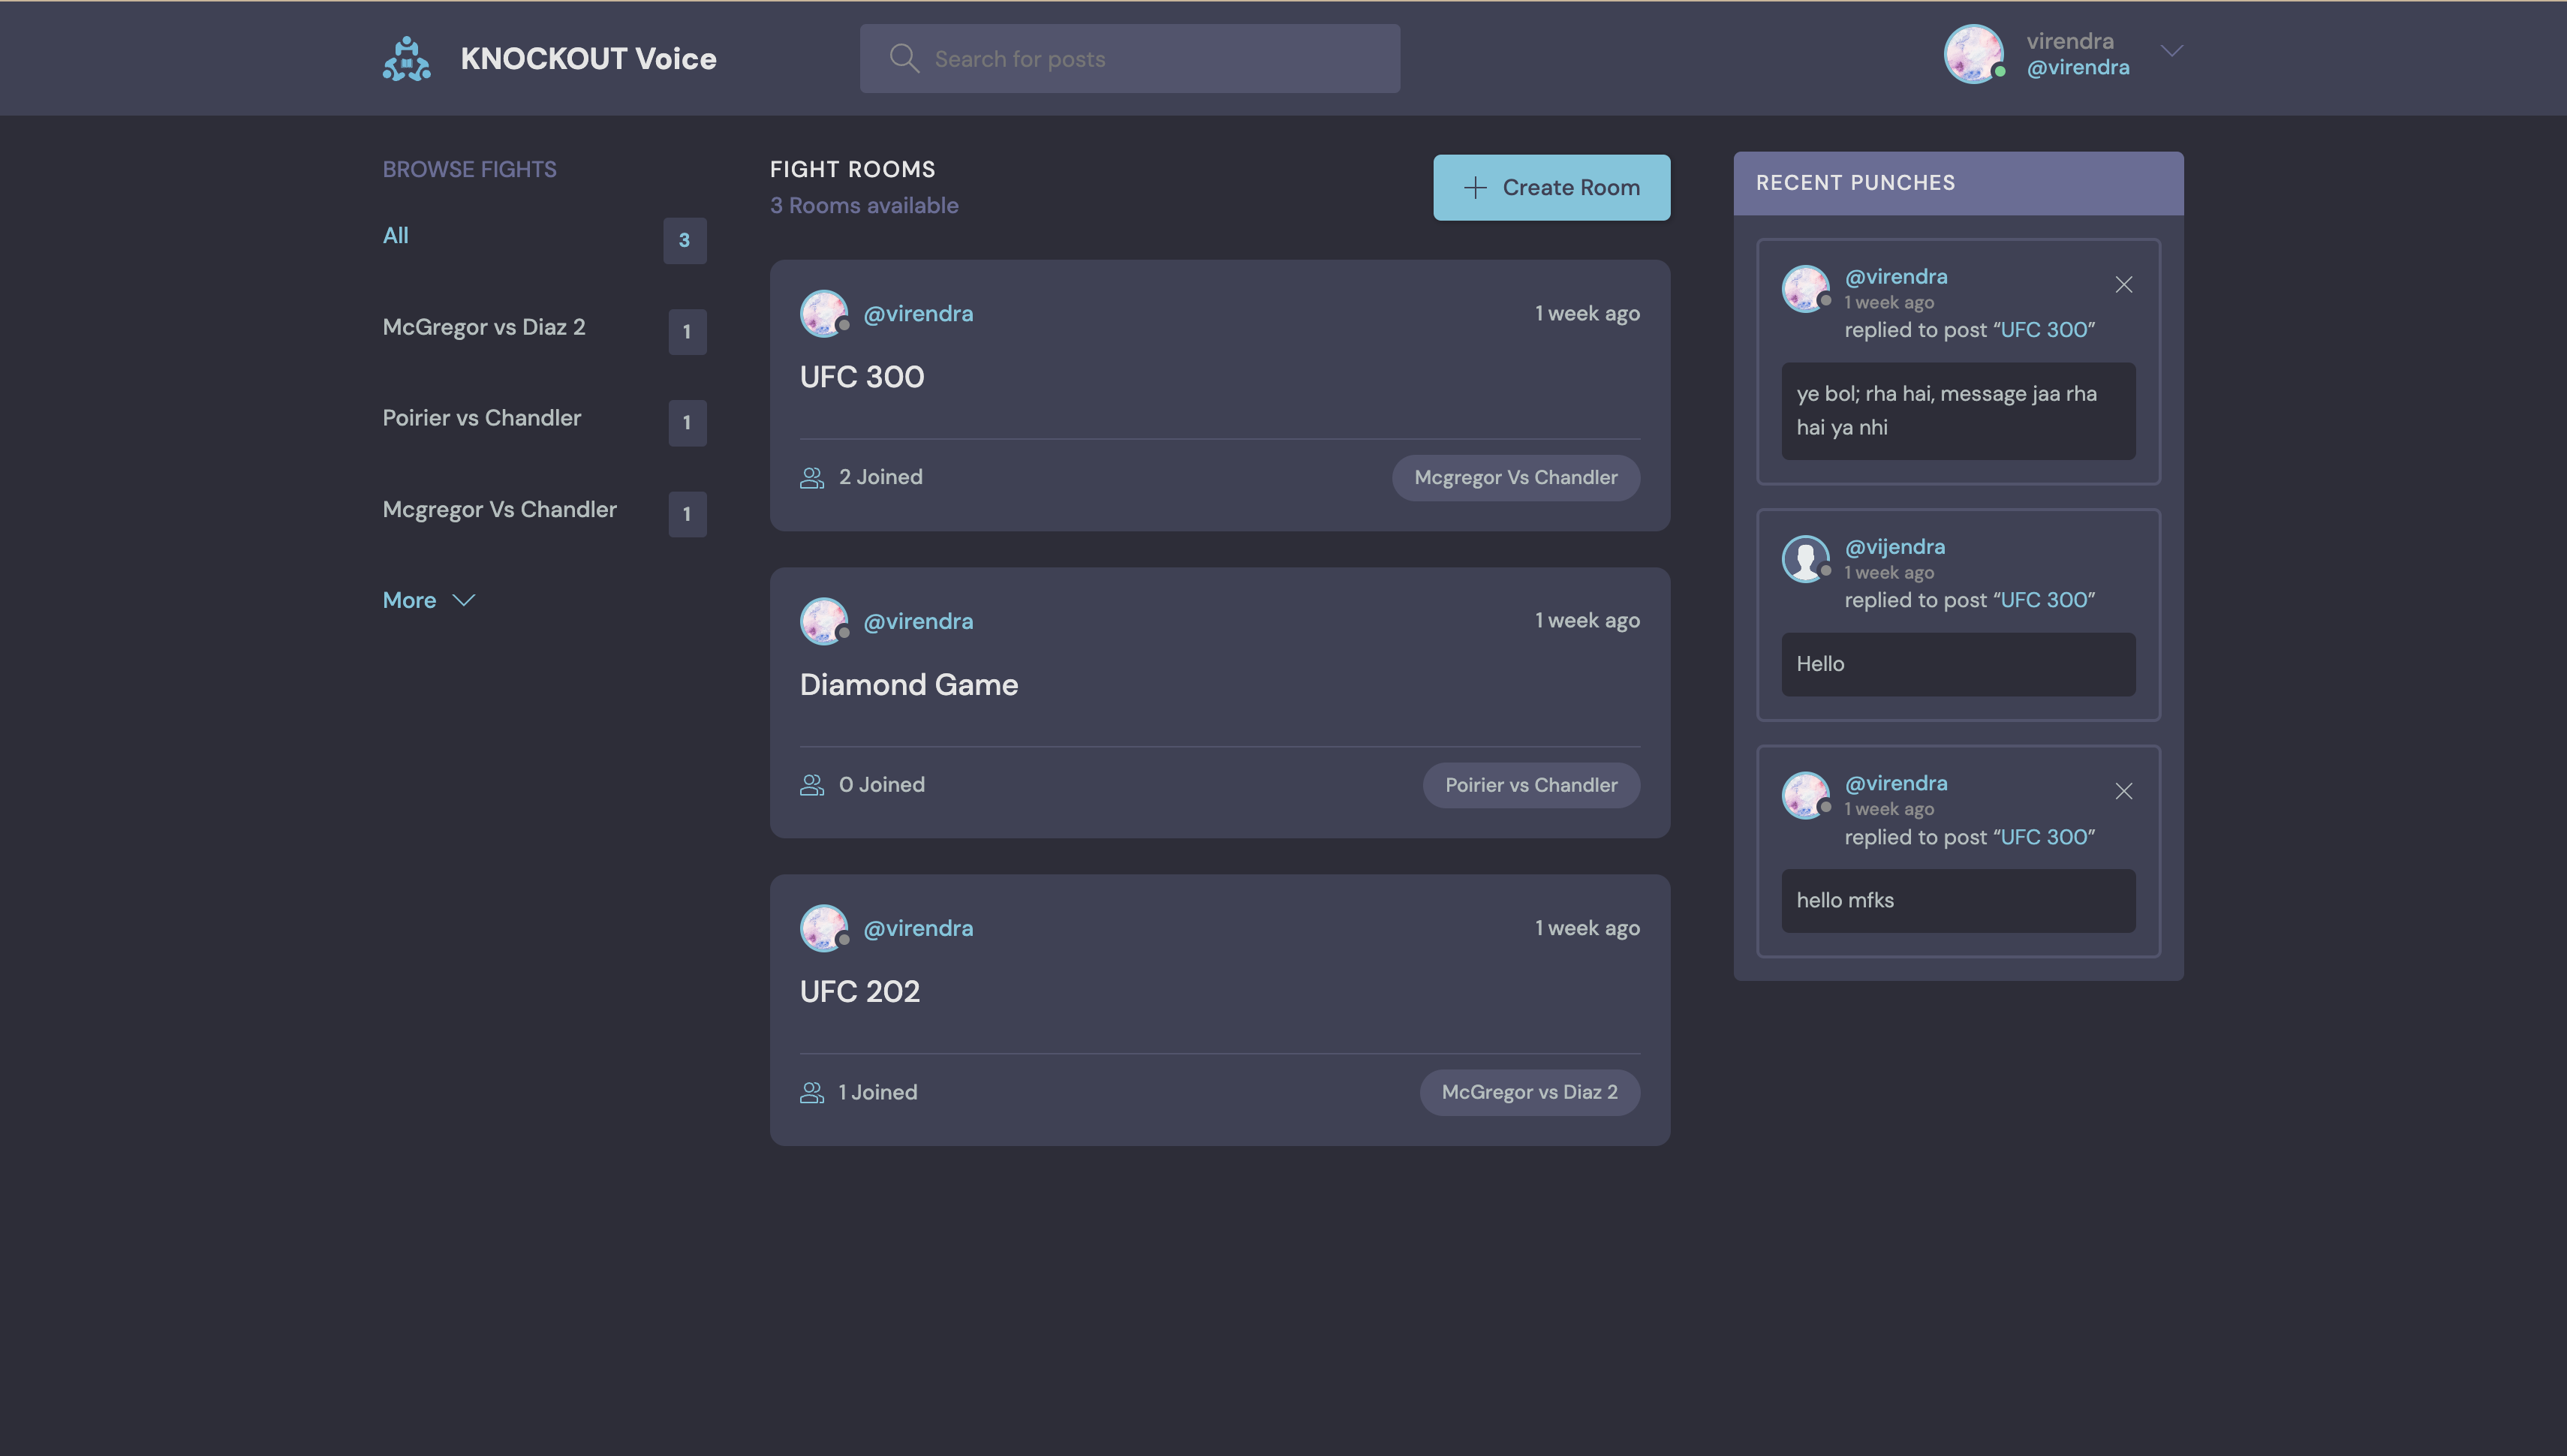 KNOCKOUT Voice
Search for posts
virendra
@virendra
BROWSE FIGHTS
All
3
McGregor vs Diaz 2
1
Poirier vs Chandler
1
Mcgregor Vs Chandler
1
More
FIGHT ROOMS
3 Rooms available
Create Room
@virendra
1 week ago
UFC 300
2 Joined
Mcgregor Vs Chandler
@virendra
1 week ago
Diamond Game
0 Joined
Poirier vs Chandler
@virendra
1 week ago
UFC 202
1 Joined
McGregor vs Diaz 2
RECENT PUNCHES
@virendra
1 week ago
replied to post “UFC 300”
ye bol; rha hai, message jaa rha
hai ya nhi
@vijendra
1 week ago
replied to post “UFC 300”
Hello
@virendra
1 week ago
replied to post “UFC 300”
hello mfks